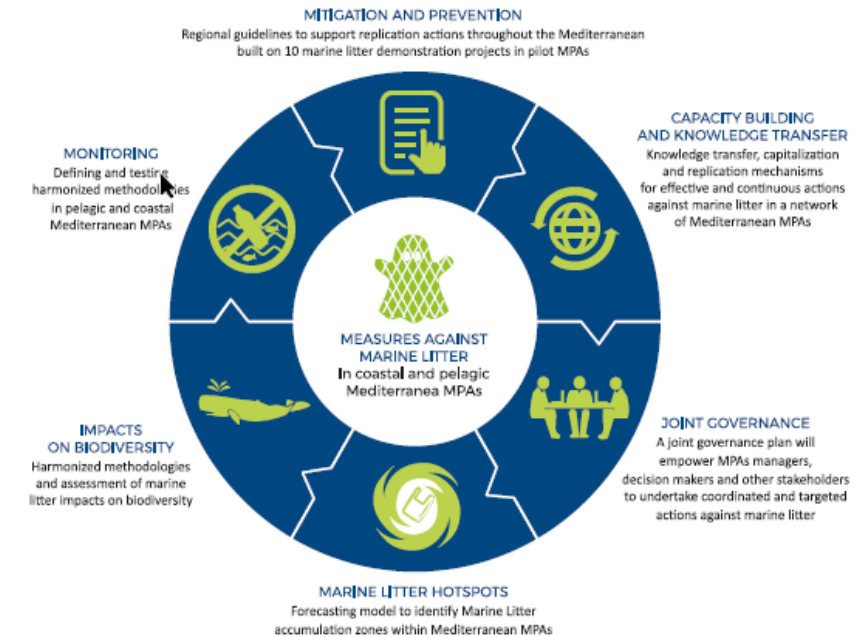 MITIGATION AND PREVENTION
Regional guidelines to support replication actions throughout the Mediterranean
built on 10 marine litter demonstration projects in pilot MPAs
CAPACITY BUILDING
AND KNOWLEDGE TRANSFER
Knowledge transfer, capitalization
and replication mechanisms
for effective and continuous actions
against marine litter in a network
of Mediterranean MPAs
MONITORING
Defining and testing
harmonized methodologies
in pelagic and coastal
Mediterranean MPAs
MEASURES AGAINST
MARINE LITTER
In coastal and pelagic
Mediterranea MPAs
IMPACTS
ON BIODIVERSITY
Harmonized methodologies
and assessment of marine
litter impacts on biodiversity
JOINT GOVERNANCE
A joint governance plan will
empower MPAs managers,
decision makers and other stakeholders
to undertake coordinated and targeted
actions against marine litter
MARINE LITTER HOTSPOTS
Forecasting model to identify Marine Litter
accumulation zones within Mediterranean MPAs